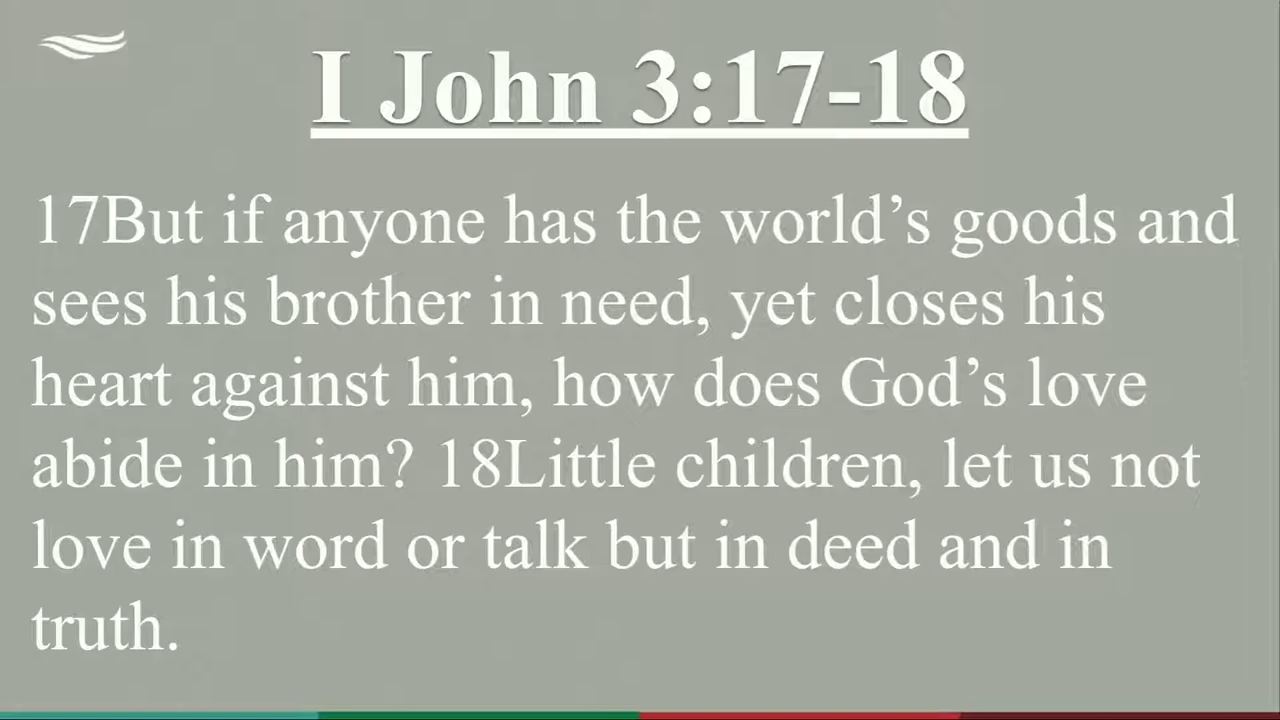 I John 3:17-18
17But if anyone has the world’s goods and
sees his brother in need, yet closes his
heart against him, how does God’s love
abide in him? 18Little children, let us not
love in word or talk but in deed and in
truth.